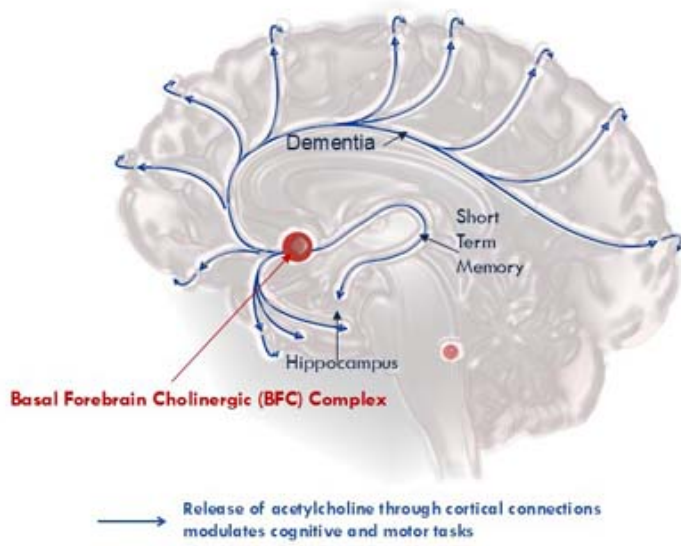 Dementia
Short
Term
Memory
Hippocampus
Basal Forebrain Cholinergic (BFC) Complex
Release of acetylcholine through cortical connections
modulates cognitive and motor tasks